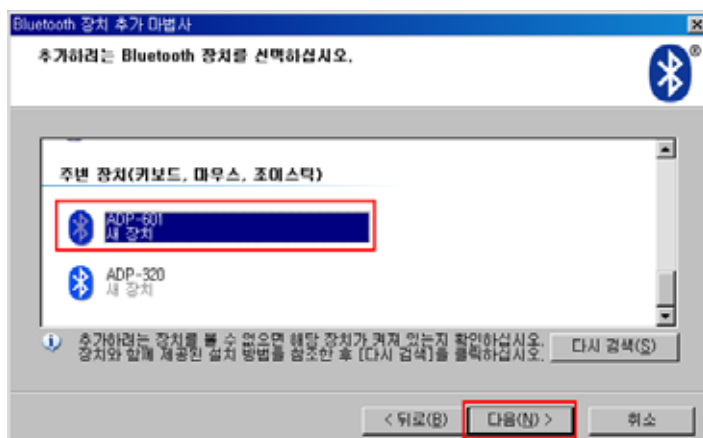 Bluetooth 장치 추가 마법사
추가하려는 Bluetooth 장치를 선택하십시오.
®
주변 장치(키보드, 마우스, 조이스틱)
ADP-601
새 장치
ADP-320
새 장치
추가하려는 장치를 볼 수 없으면 해당 장치가 켜져 있는지 확인하십시오.
장치와 함께 제공된 설치 방법을 참조한 후 [다시 검색]을 클릭하십시오.
다시 검색(S)
< 뒤로(B)
다음(N) >
취소